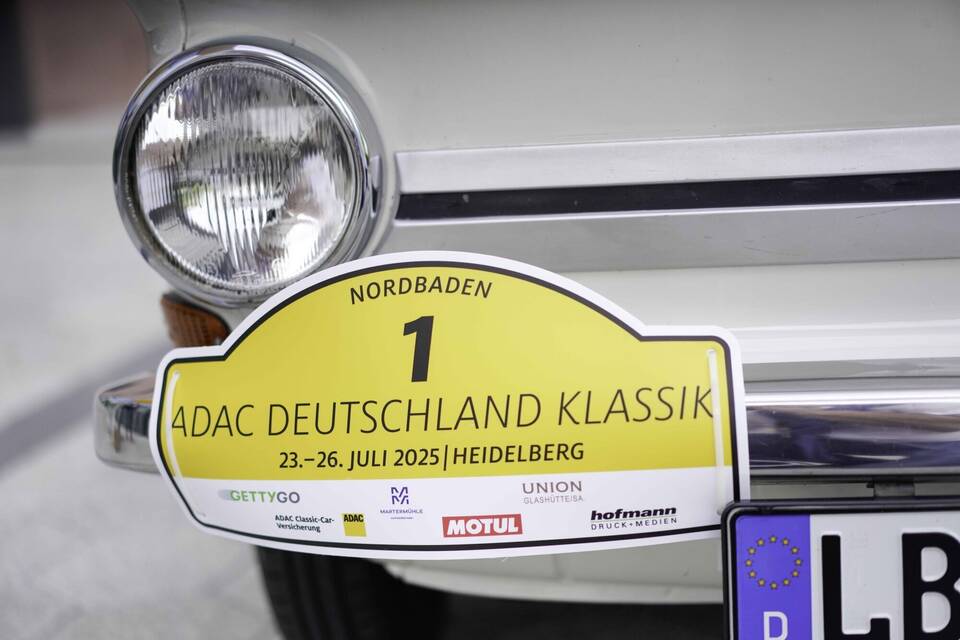 NORDBADEN
1
ADAC DEUTSCHLAND KLASSIK
23.–26. JULI 2025 | HEIDELBERG
GETTYGO
MARTERMÜHLE
UNION
GLASHÜTTE/SA.
ADAC Classic-Car-
Versicherung
ADAC
MOTUL
hofmann
DRUCK+MEDIEN
D
LB